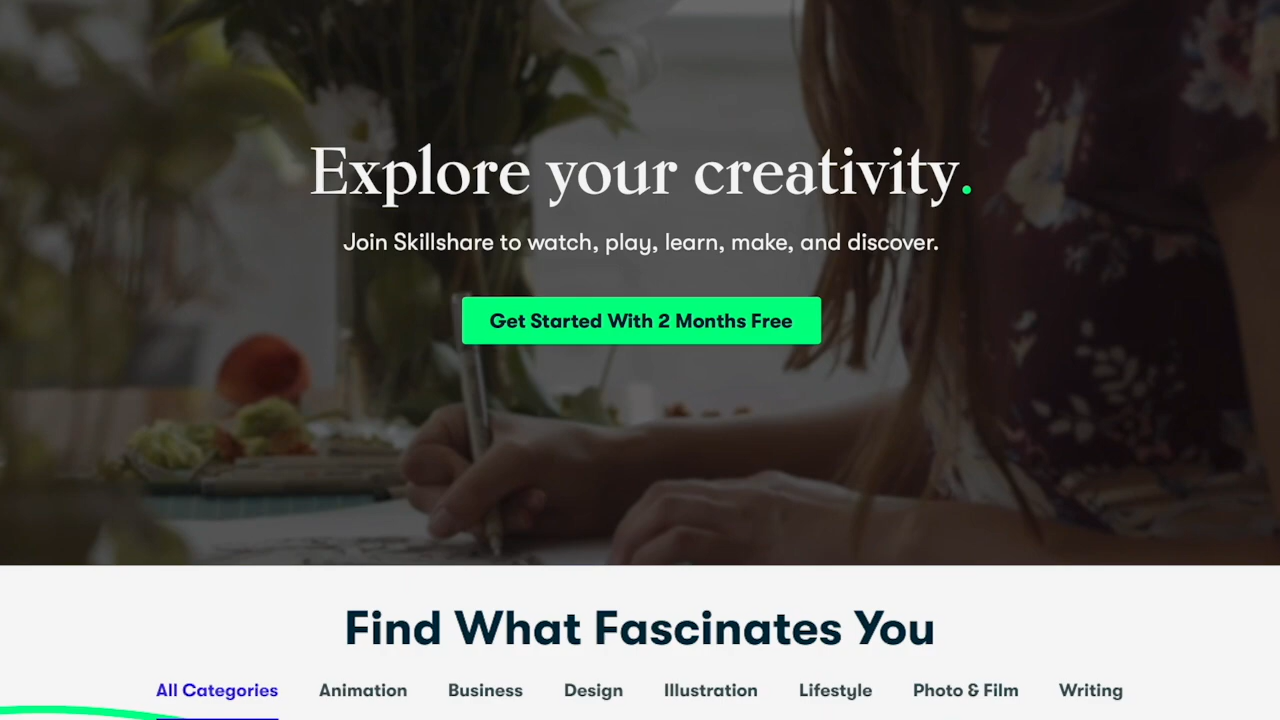 Explore your creativity.
Join Skillshare to watch, play, learn, make, and discover.
Get Started With 2 Months Free
Find What Fascinates You
All Categories Animation Business Design Illustration Lifestyle Photo & Film Writing